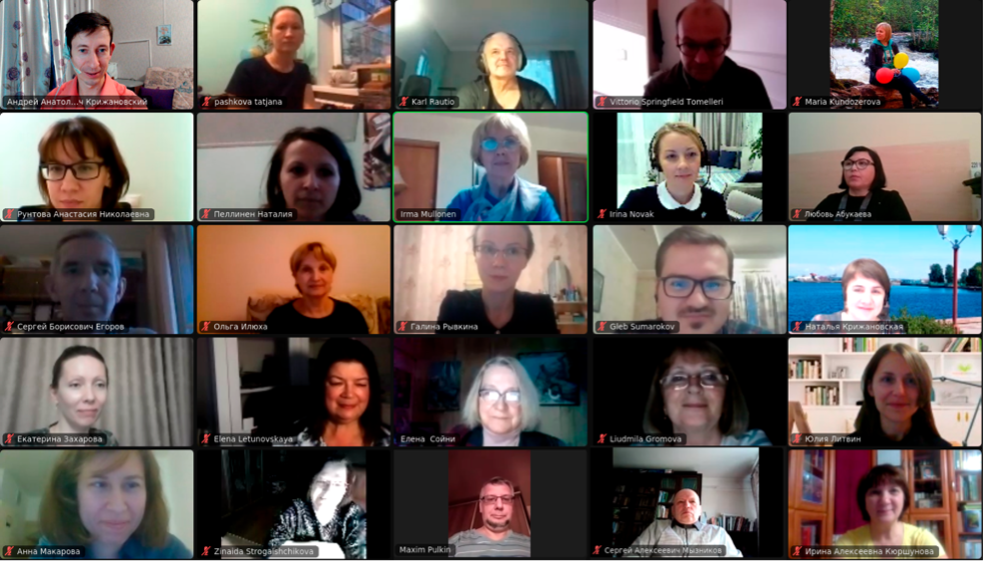 Андрей Анатол...ч Крижановский
pashkova tatjana
Karl Rautio
Vittorio Springfield Tomelleri
Maria Kundozerova
Рунтова Анастасия Николаевна
Пеллинен Наталия
Irma Mullonen
Irina Novak
Любовь Абукаева
Сергей Борисович Егоров
Ольга Илюха
Галина Рывкина
Gleb Sumarokov
Наталья Крижановская
Екатерина Захарова
Elena Letunovskaya
Елена Сойни
Liudmila Gromova
Юлия Литвин
Анна Макарова
Zinaida Strogalshchikova
Maxim Pulkin
Сергей Алексеевич Мызников
Ирина Алексеевна Кюршунова